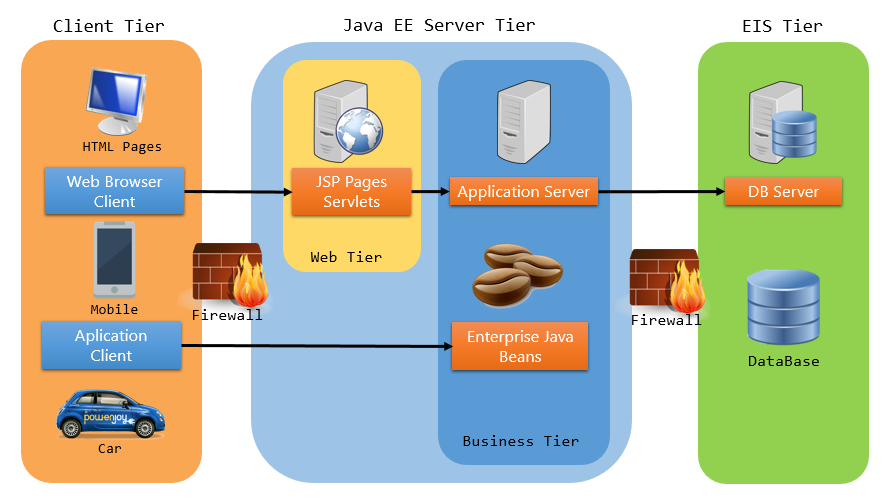 Client Tier
Java EE Server Tier
EIS Tier
HTML Pages
Web Browser
Client
JSP Pages
Servlets
Application Server
DB Server
Web Tier
Mobile
Firewall
Firewall
Aplication
Client
Enterprise Java
Beans
DataBase
powenjoy
Car
Business Tier